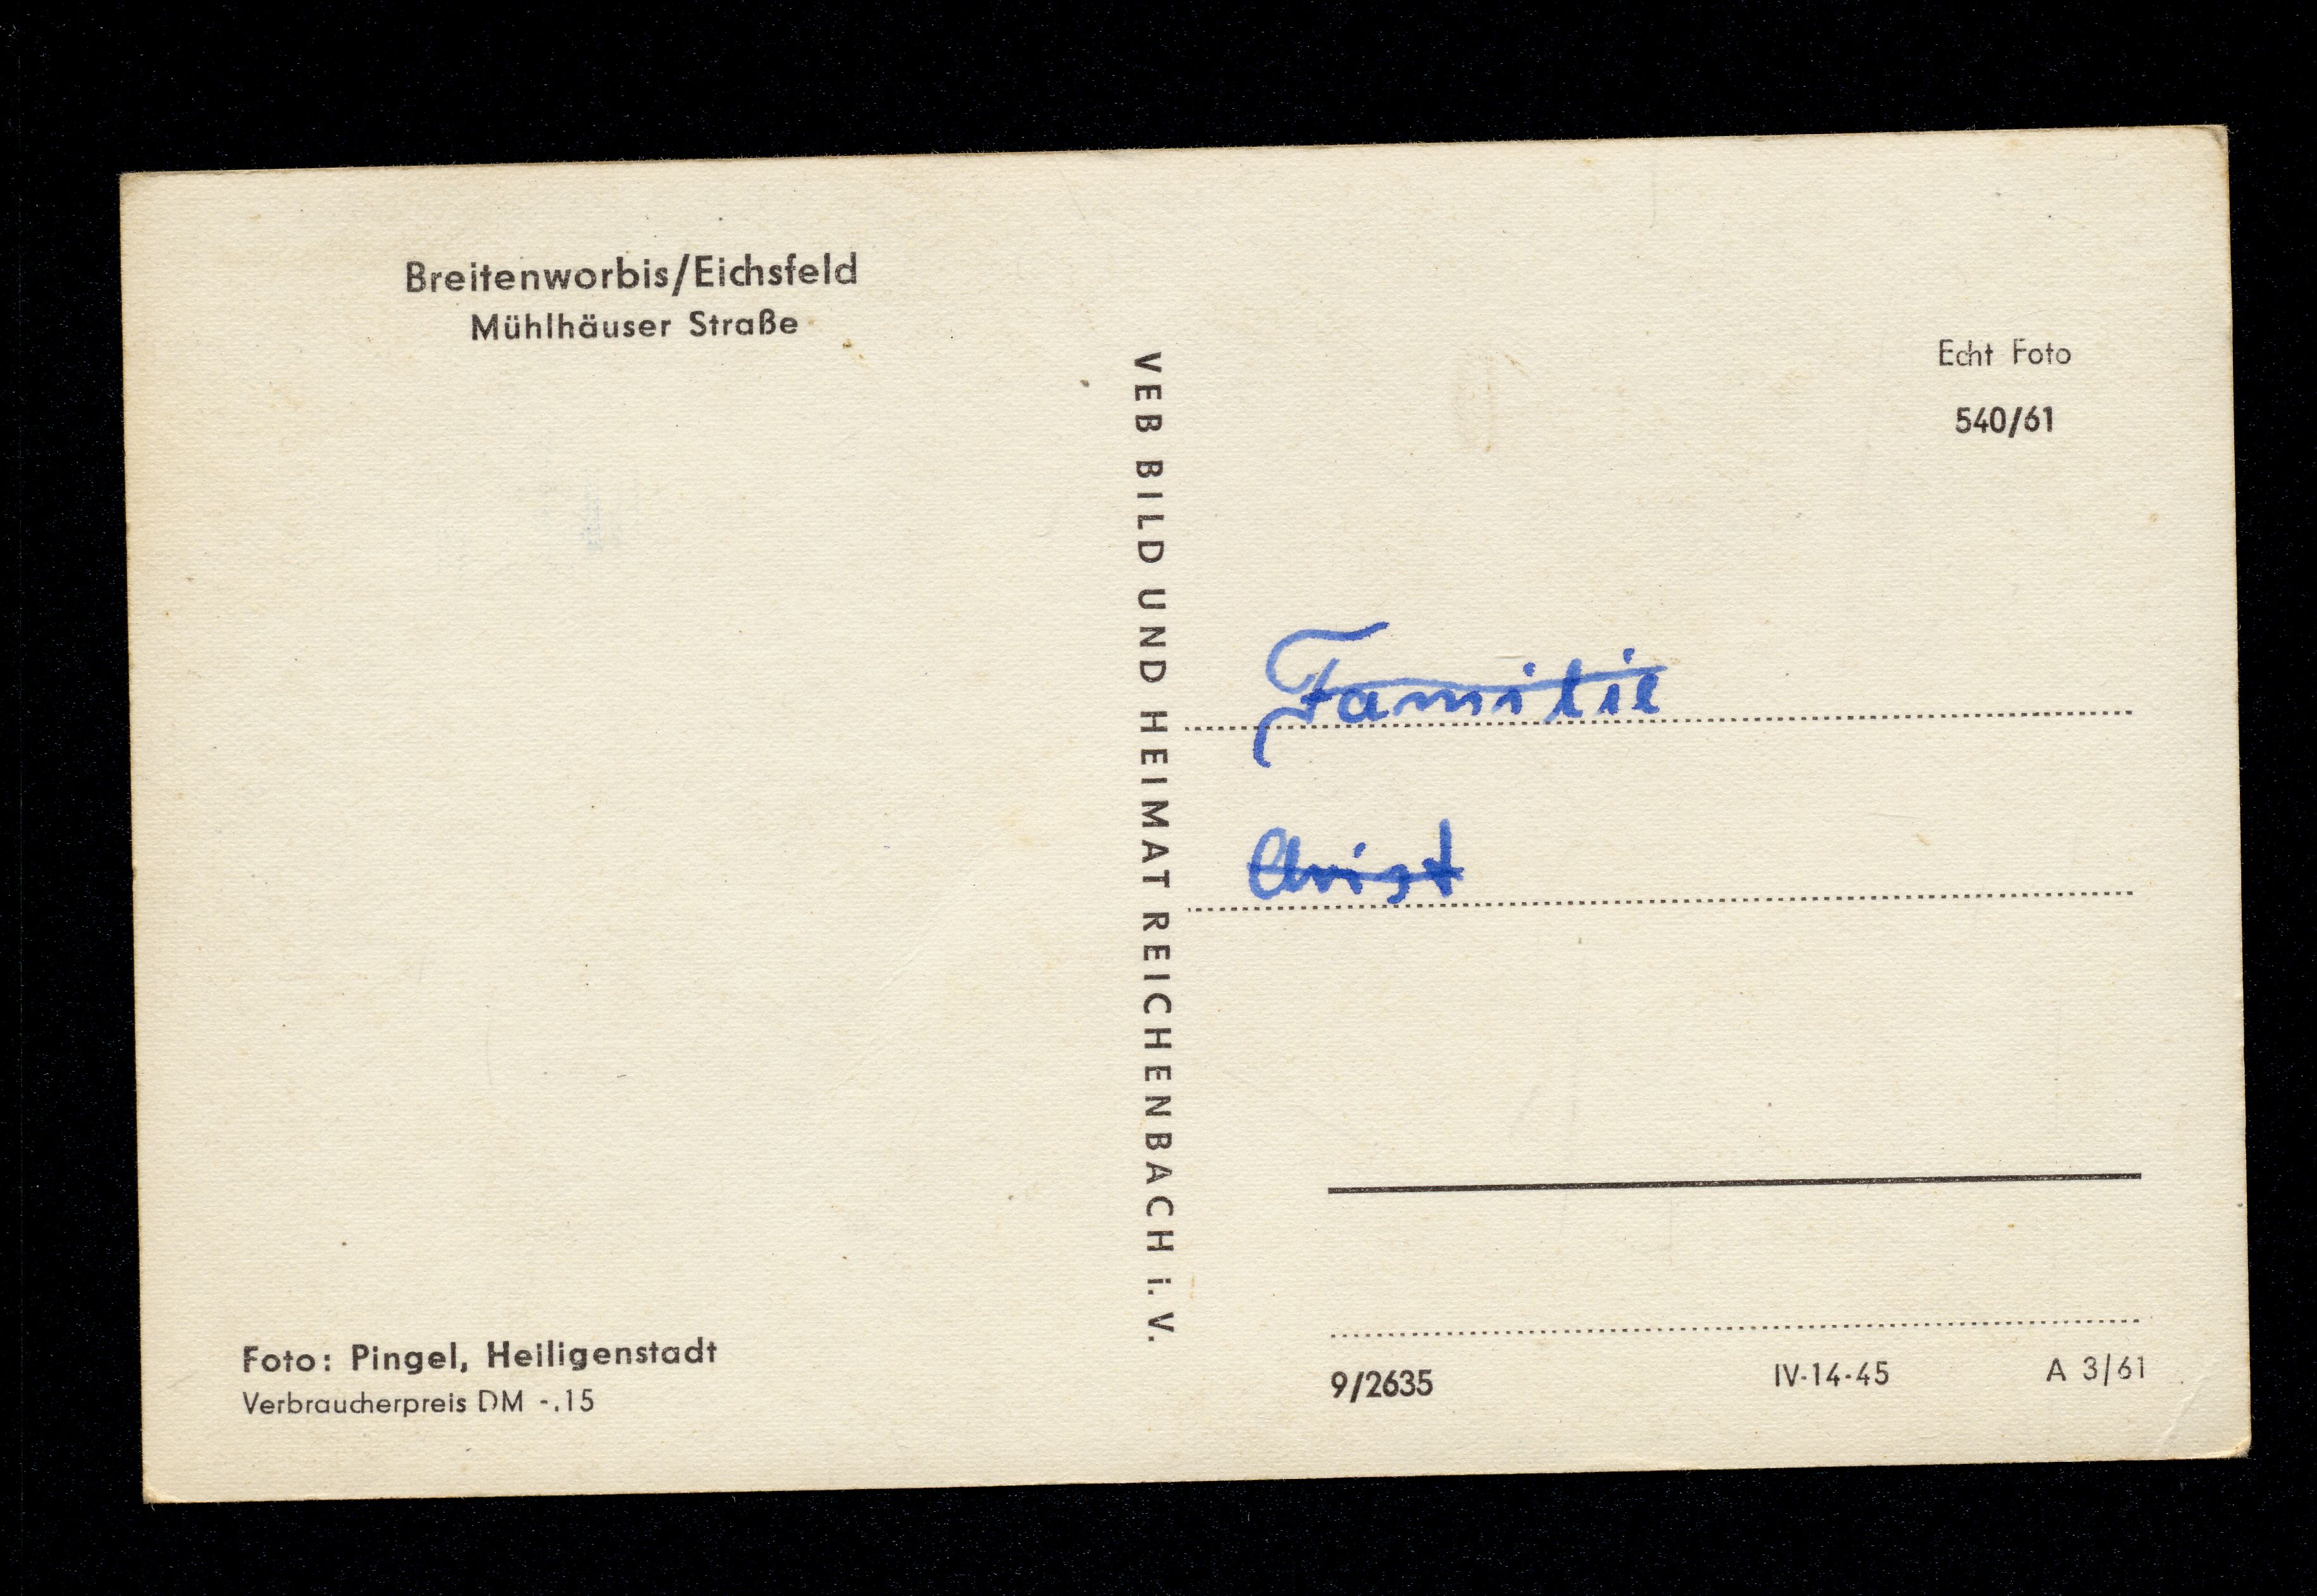 Breitenworbis/Eichsfeld
Mühlhäuser Straße
Foto: Pingel, Heiligenstadt
Verbraucherpreis DM -.15
VEB BILD UND HEIMAT REICHENBACH i. V.
Echt Foto
540/61
Familie
9/2635 IV-14-45 A 3/61